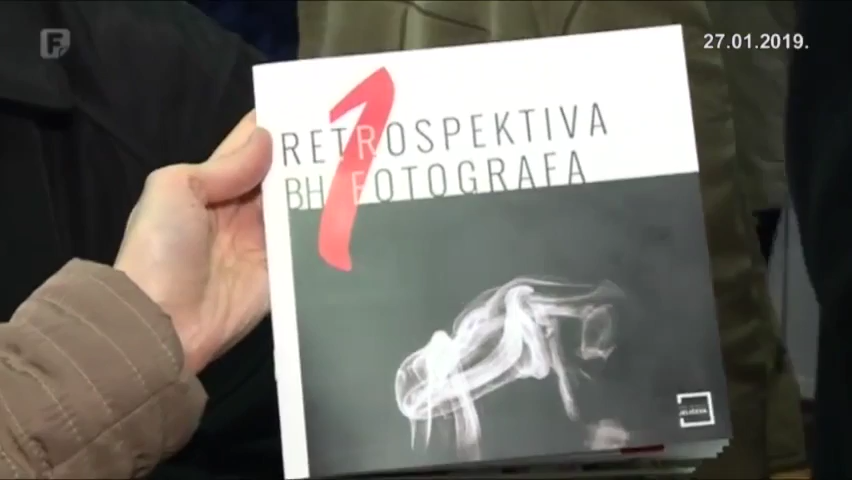 F
27.01.2019.
1
RETROSPEKTIVA
BH FOTOGRAFA